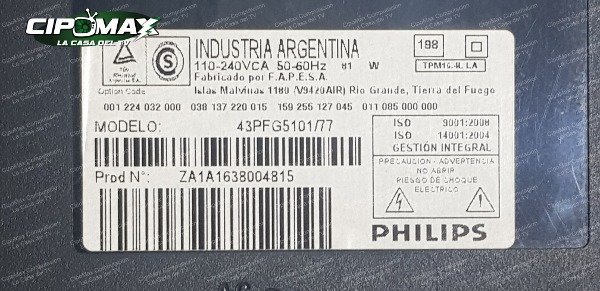 CIPOMAX
LA CASA DEL TV
INDUSTRIA ARGENTINA
110-240VCA 50-60Hz 81 W
Fabricado por F.A.P.E.S.A.
Islas Malvinas 1180 (V9420AIR) Rio Grande, Tierra del Fuego
198
TPM16.4L LA
Option Code
001 224 032 000 038 137 220 015 159 255 127 045 011 085 000 000
MODELO: 43PFG5101/77
Prod Nº: ZA1A1638004815
ISO 9001:2008
ISO 14001:2004
GESTIÓN INTEGRAL
PRECAUCION / ADVERTENCIA
NO ABRIR
RIESGO DE CHOQUE
ELECTRICO
PHILIPS